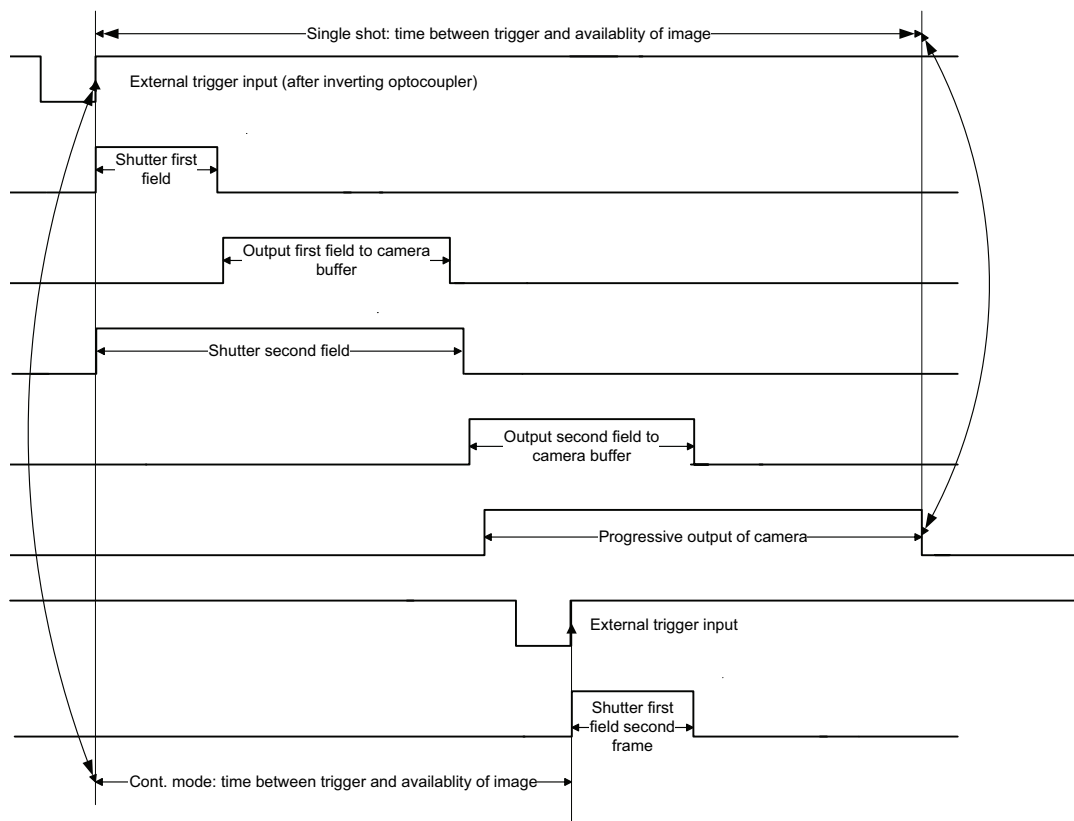 Single shot: time between trigger and availablity of image
External trigger input (after inverting optocoupler)
Shutter first
field
Output first field to camera
buffer
Shutter second field
Output second field to
camera buffer
Progressive output of camera
External trigger input
Shutter first
field second
frame
Cont. mode: time between trigger and availablity of image